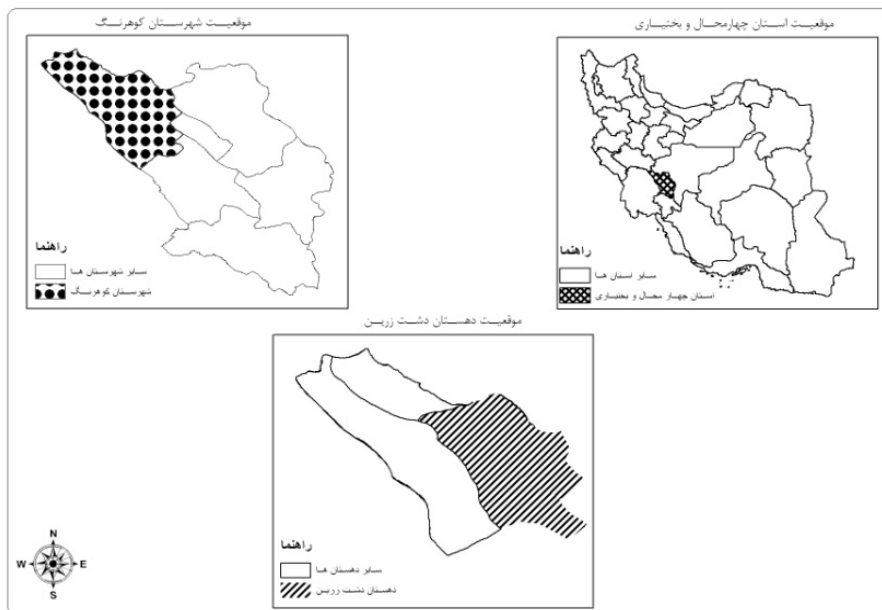 موقعیت استان چهارمحال و بختیاری
راهنما
سایر استان ها
استان چهار محال و بختیاری
موقعیت شهرستان کوهرنگ
راهنما
سایر شهرستان ها
شهرستان کوهرنگ
موقعیت دهستان دشت زرین
راهنما
سایر دهستان ها
دهستان دشت زرین
N
W E
S